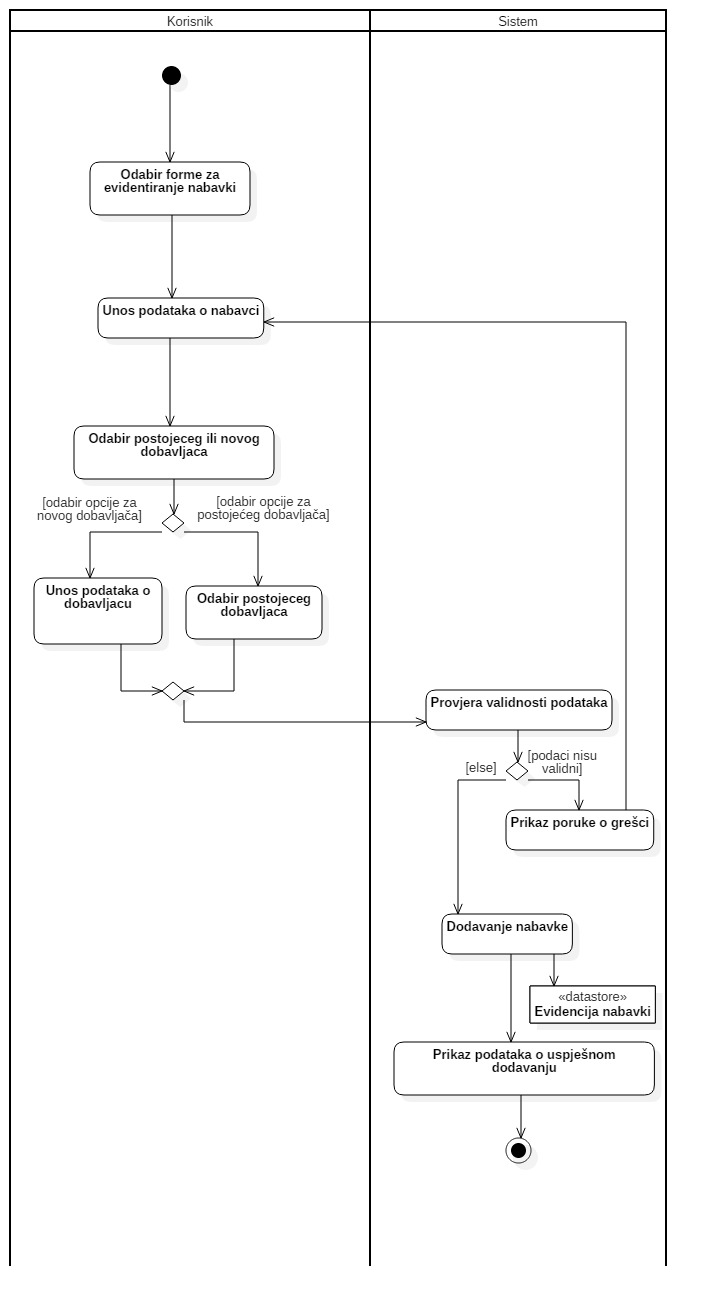 Korisnik
Sistem
Odabir forme za
evidentiranje nabavki
Unos podataka o nabavci
Odabir postojeceg ili novog
dobavljaca
[odabir opcije za
novog dobavljača]
[odabir opcije za
postojećeg dobavljača]
Unos podataka o
dobavljacu
Odabir postojeceg
dobavljaca
Provjera validnosti podataka
[else]
[podaci nisu
validni]
Prikaz poruke o grešci
Dodavanje nabavke
«datastore»
Evidencija nabavki
Prikaz podataka o uspješnom
dodavanju